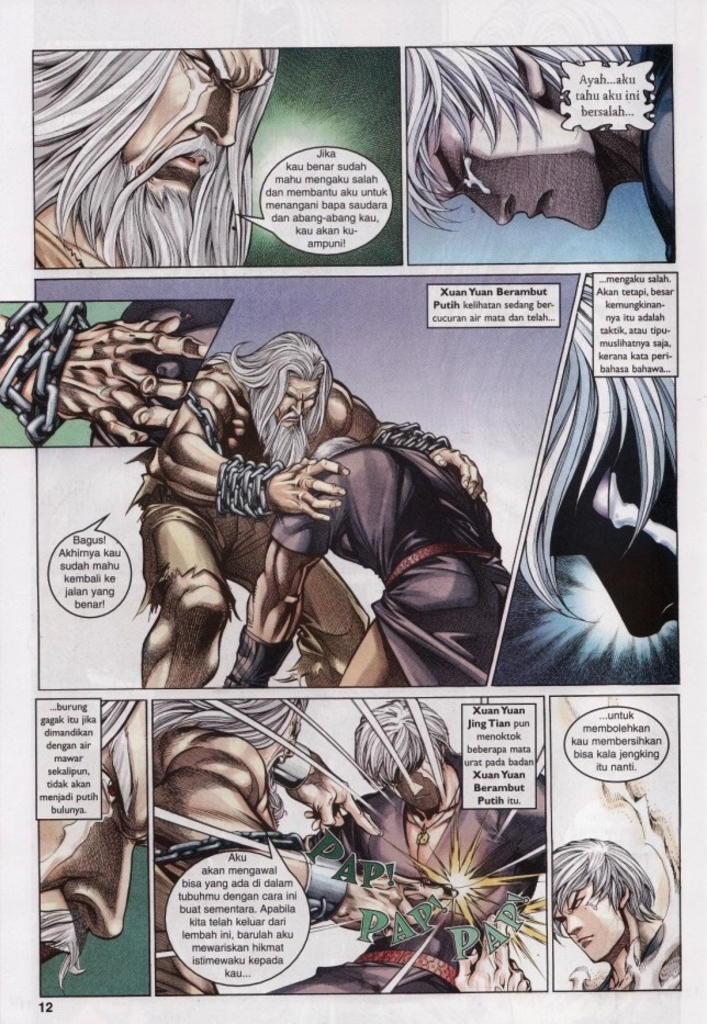 Jika
kau benar sudah
mahu mengaku salah
dan membantu aku untuk
menangani bapa saudara
dan abang-abang kau,
kau akan ku-
ampuni!
Ayah...aku
tahu aku ini
bersalah...
Xuan Yuan Berambut
Putih kelihatan sedang ber-
cucuran air mata dan telah...
...mengaku salah.
Akan tetapi, besar
kemungkinan-
nya itu adalah
taktik, atau tipu-
muslihatnya saja,
kerana kata peri-
bahasa bahawa...
Bagus!
Akhirnya kau
sudah mahu
kembali ke
jalan yang
benar!
...burung
gagak itu jika
dimandikan
dengan air
mawar
sekalipun,
tidak akan
menjadi putih
bulunya.
Xuan Yuan
Jing Tian pun
menoktok
beberapa mata
urat pada badan
Xuan Yuan
Berambut
Putih itu.
Aku
akan mengawal
bisa yang ada di dalam
tubuhmu dengan cara ini
buat sementara. Apabila
kita telah keluar dari
lembah ini, barulah aku
mewariskan hikmat
istimewaku kepada
kau...
PAP!
PAP!
PAP!
...untuk
membolehkan
kau membersihkan
bisa kala jengking
itu nanti.
12